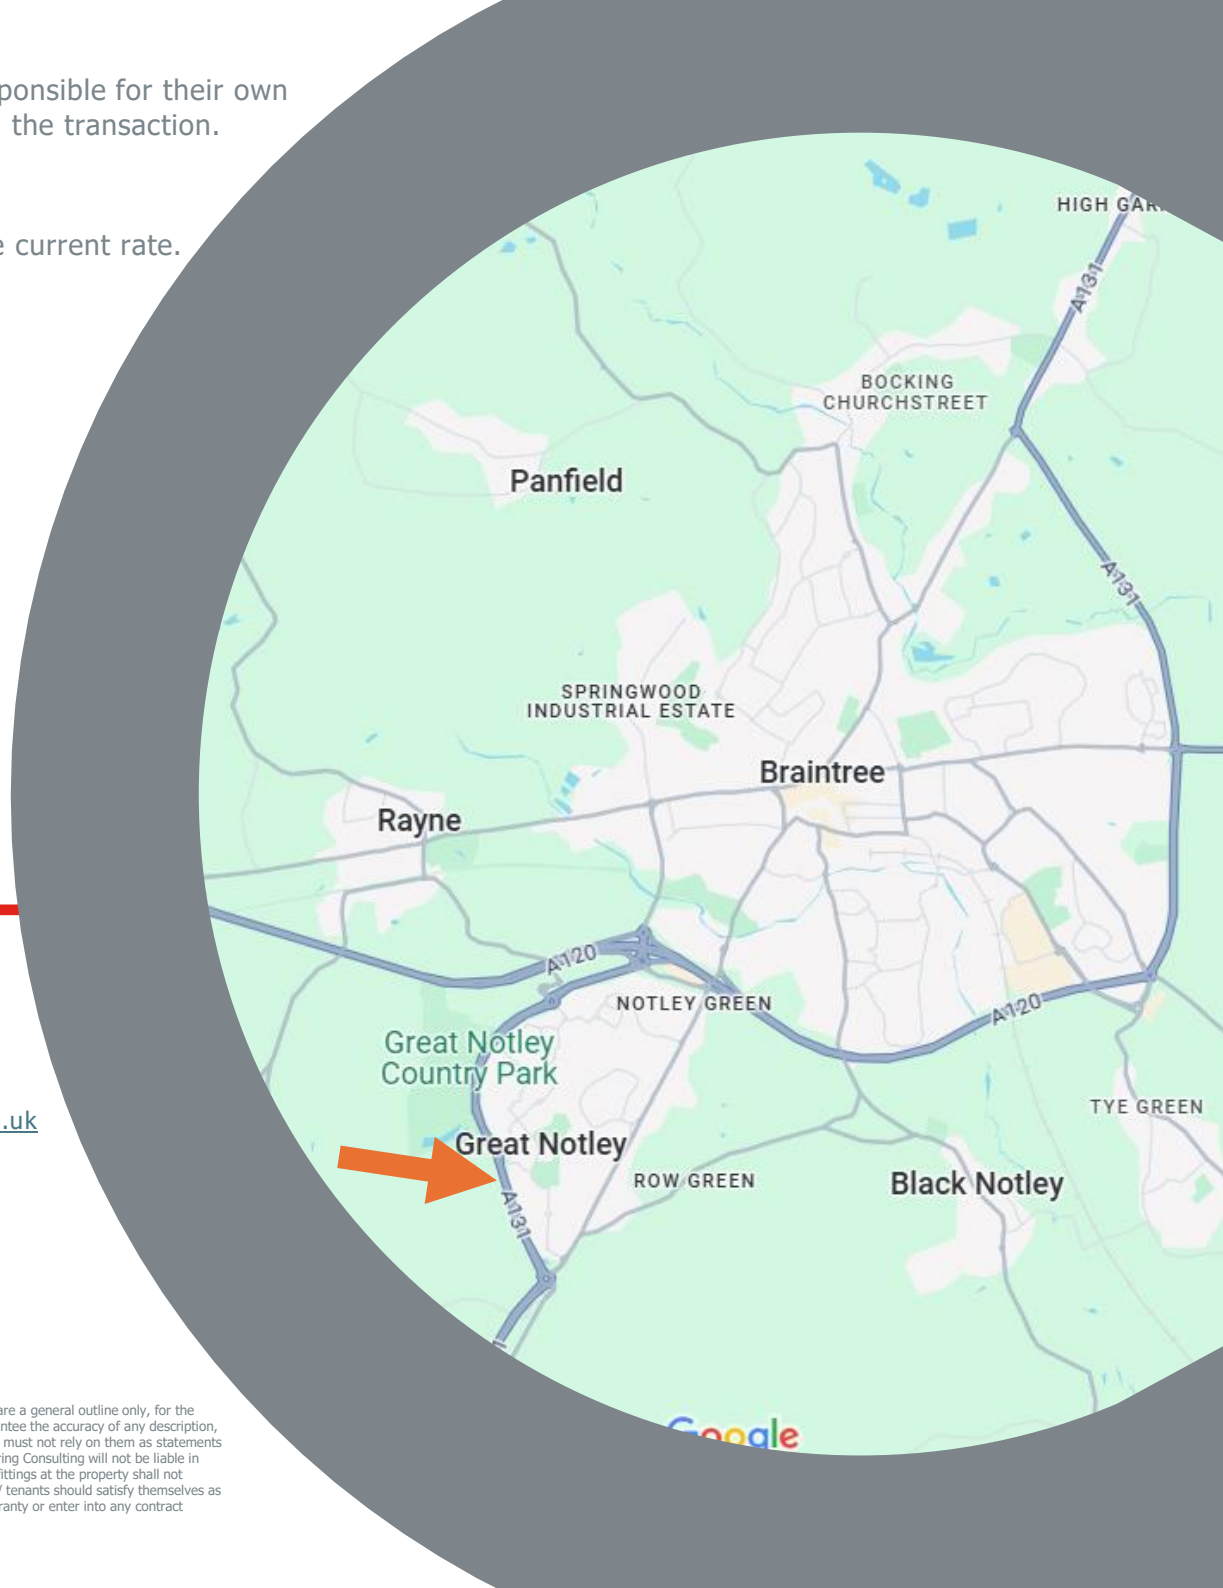 ponsible for their own
the transaction.
e current rate.
HIGH GAR
A131
BOCKING
CHURCHSTREET
Panfield
A131
SPRINGWOOD
INDUSTRIAL ESTATE
Braintree
Rayne
A120
NOTLEY GREEN
A120
Great Notley
Country Park
TYE GREEN
.uk
Great Notley
ROW GREEN
Black Notley
A131
are a general outline only, for the
ntee the accuracy of any description,
must not rely on them as statements
ring Consulting will not be liable in
fittings at the property shall not
/ tenants should satisfy themselves as
ranty or enter into any contract
Google